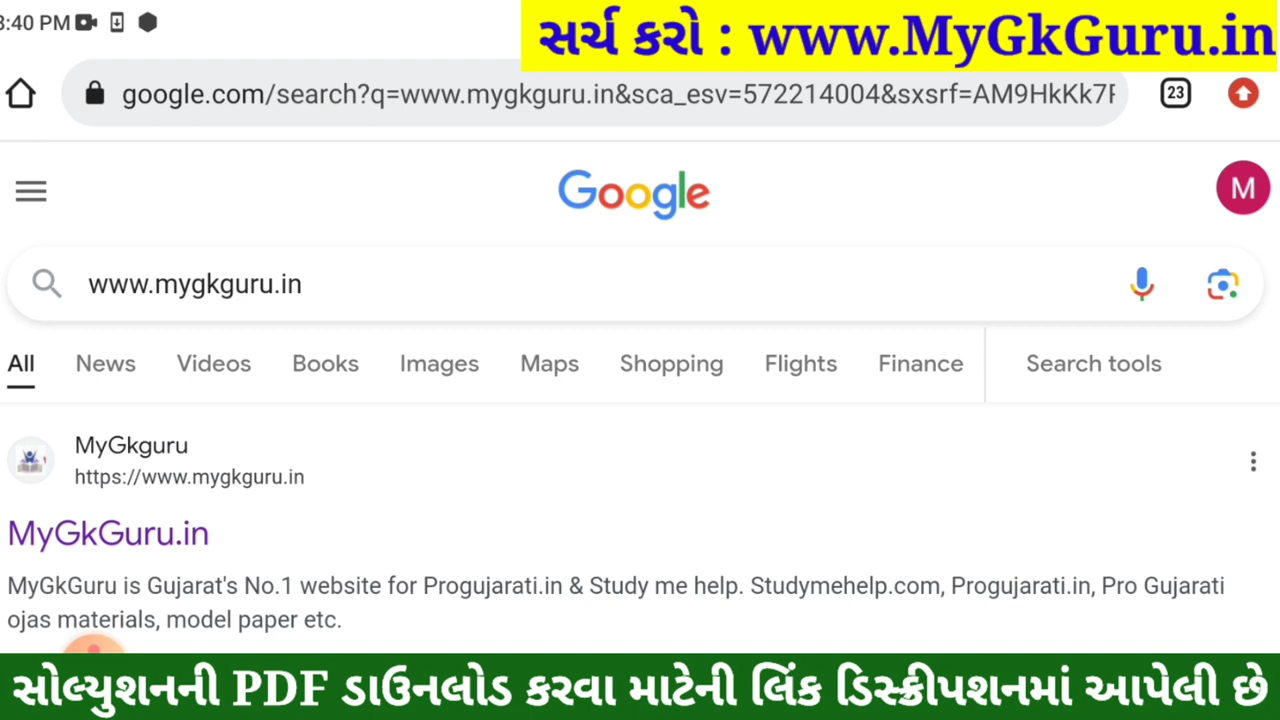 3:40 PM
સર્ચ કરો : www.MyGkGuru.in
google.com/search?q=www.mygkguru.in&sca_esv=572214004&sxsrf=AM9HkKk7F
23
Google
M
www.mygkguru.in
All News Videos Books Images Maps Shopping Flights Finance Search tools
MyGkguru
https://www.mygkguru.in
MyGkGuru.in
MyGkGuru is Gujarat's No.1 website for Progujarati.in & Study me help. Studymehelp.com, Progujarati.in, Pro Gujarati
ojas materials, model paper etc.
સોલ્યુશનની PDF ડાઉનલોડ કરવા માટેની લિંક ડિસ્ક્રીપશનમાં આપેલી છે